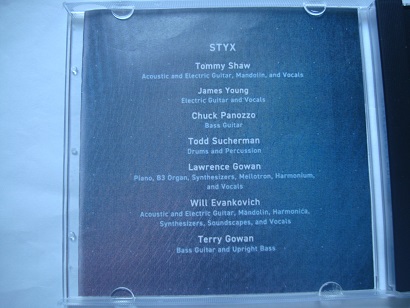 STYX
Tommy Shaw
Acoustic and Electric Guitar, Mandolin, and Vocals
James Young
Electric Guitar and Vocals
Chuck Panozzo
Bass Guitar
Todd Sucherman
Drums and Percussion
Lawrence Gowan
Piano, B3 Organ, Synthesizers, Mellotron, Harmonium,
and Vocals
Will Evankovich
Acoustic and Electric Guitar, Mandolin, Harmonica,
Synthesizers, Soundscapes, and Vocals
Terry Gowan
Bass Guitar and Upright Bass